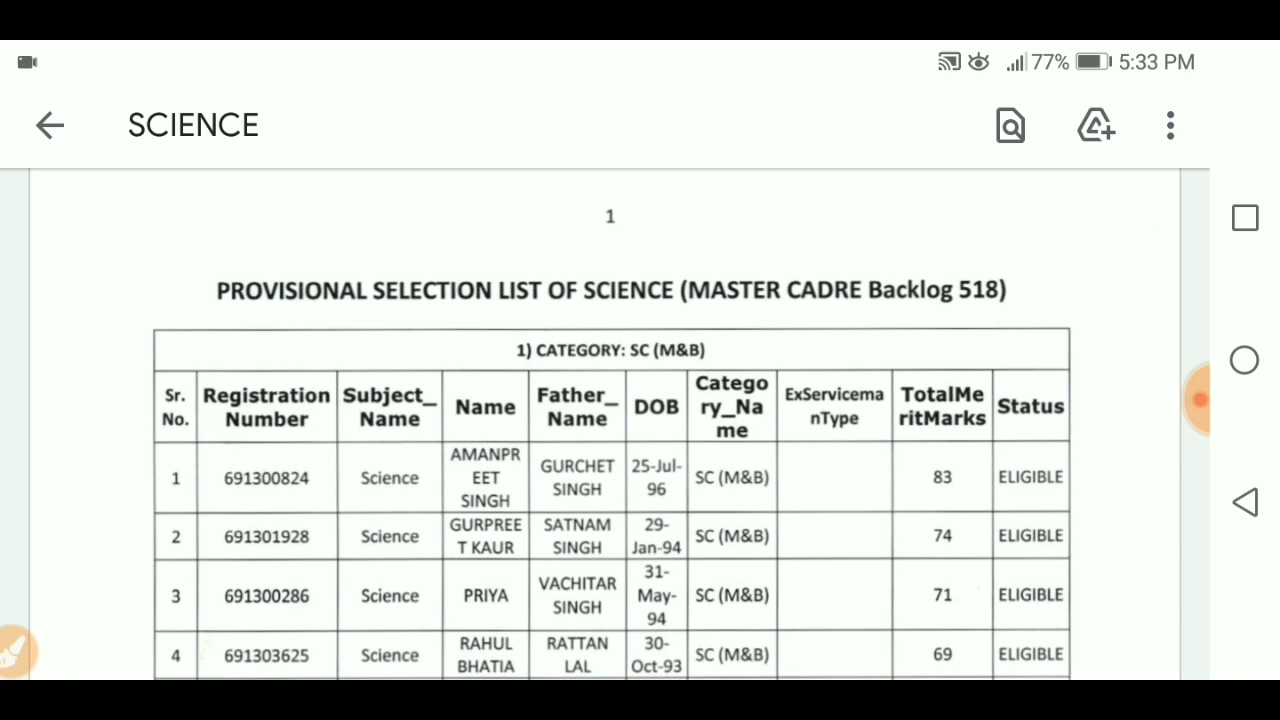 77% 5:33 PM
SCIENCE
1
PROVISIONAL SELECTION LIST OF SCIENCE (MASTER CADRE Backlog 518)
1) CATEGORY: SC (M&B)
Sr. No. Registration Number Subject_Name Name Father_Name DOB Category_Name ExServicemanType TotalMeritMarks Status
1 691300824 Science AMANPREET SINGH GURCHET SINGH 25-Jul-96 SC (M&B) 83 ELIGIBLE
2 691301928 Science GURPREET KAUR SATNAM SINGH 29-Jan-94 SC (M&B) 74 ELIGIBLE
3 691300286 Science PRIYA VACHITAR SINGH 31-May-94 SC (M&B) 71 ELIGIBLE
4 691303625 Science RAHUL BHATIA RATTAN LAL 30-Oct-93 SC (M&B) 69 ELIGIBLE